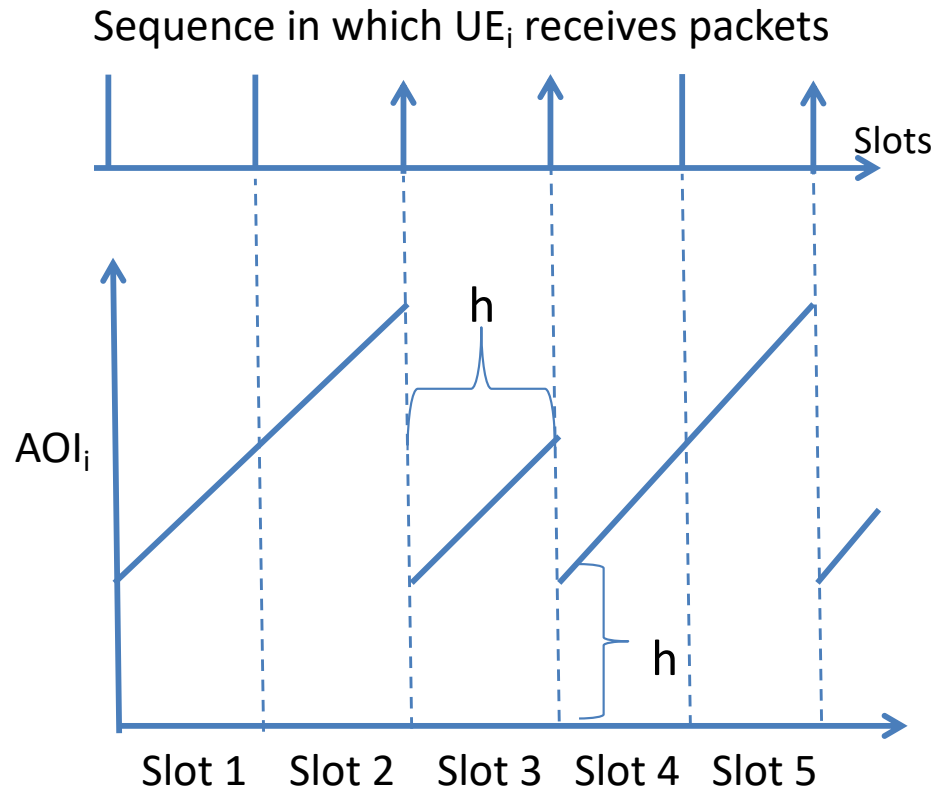 Sequence in which UEᵢ receives packets
Slots
h
AOIᵢ
h
Slot 1 Slot 2 Slot 3 Slot 4 Slot 5